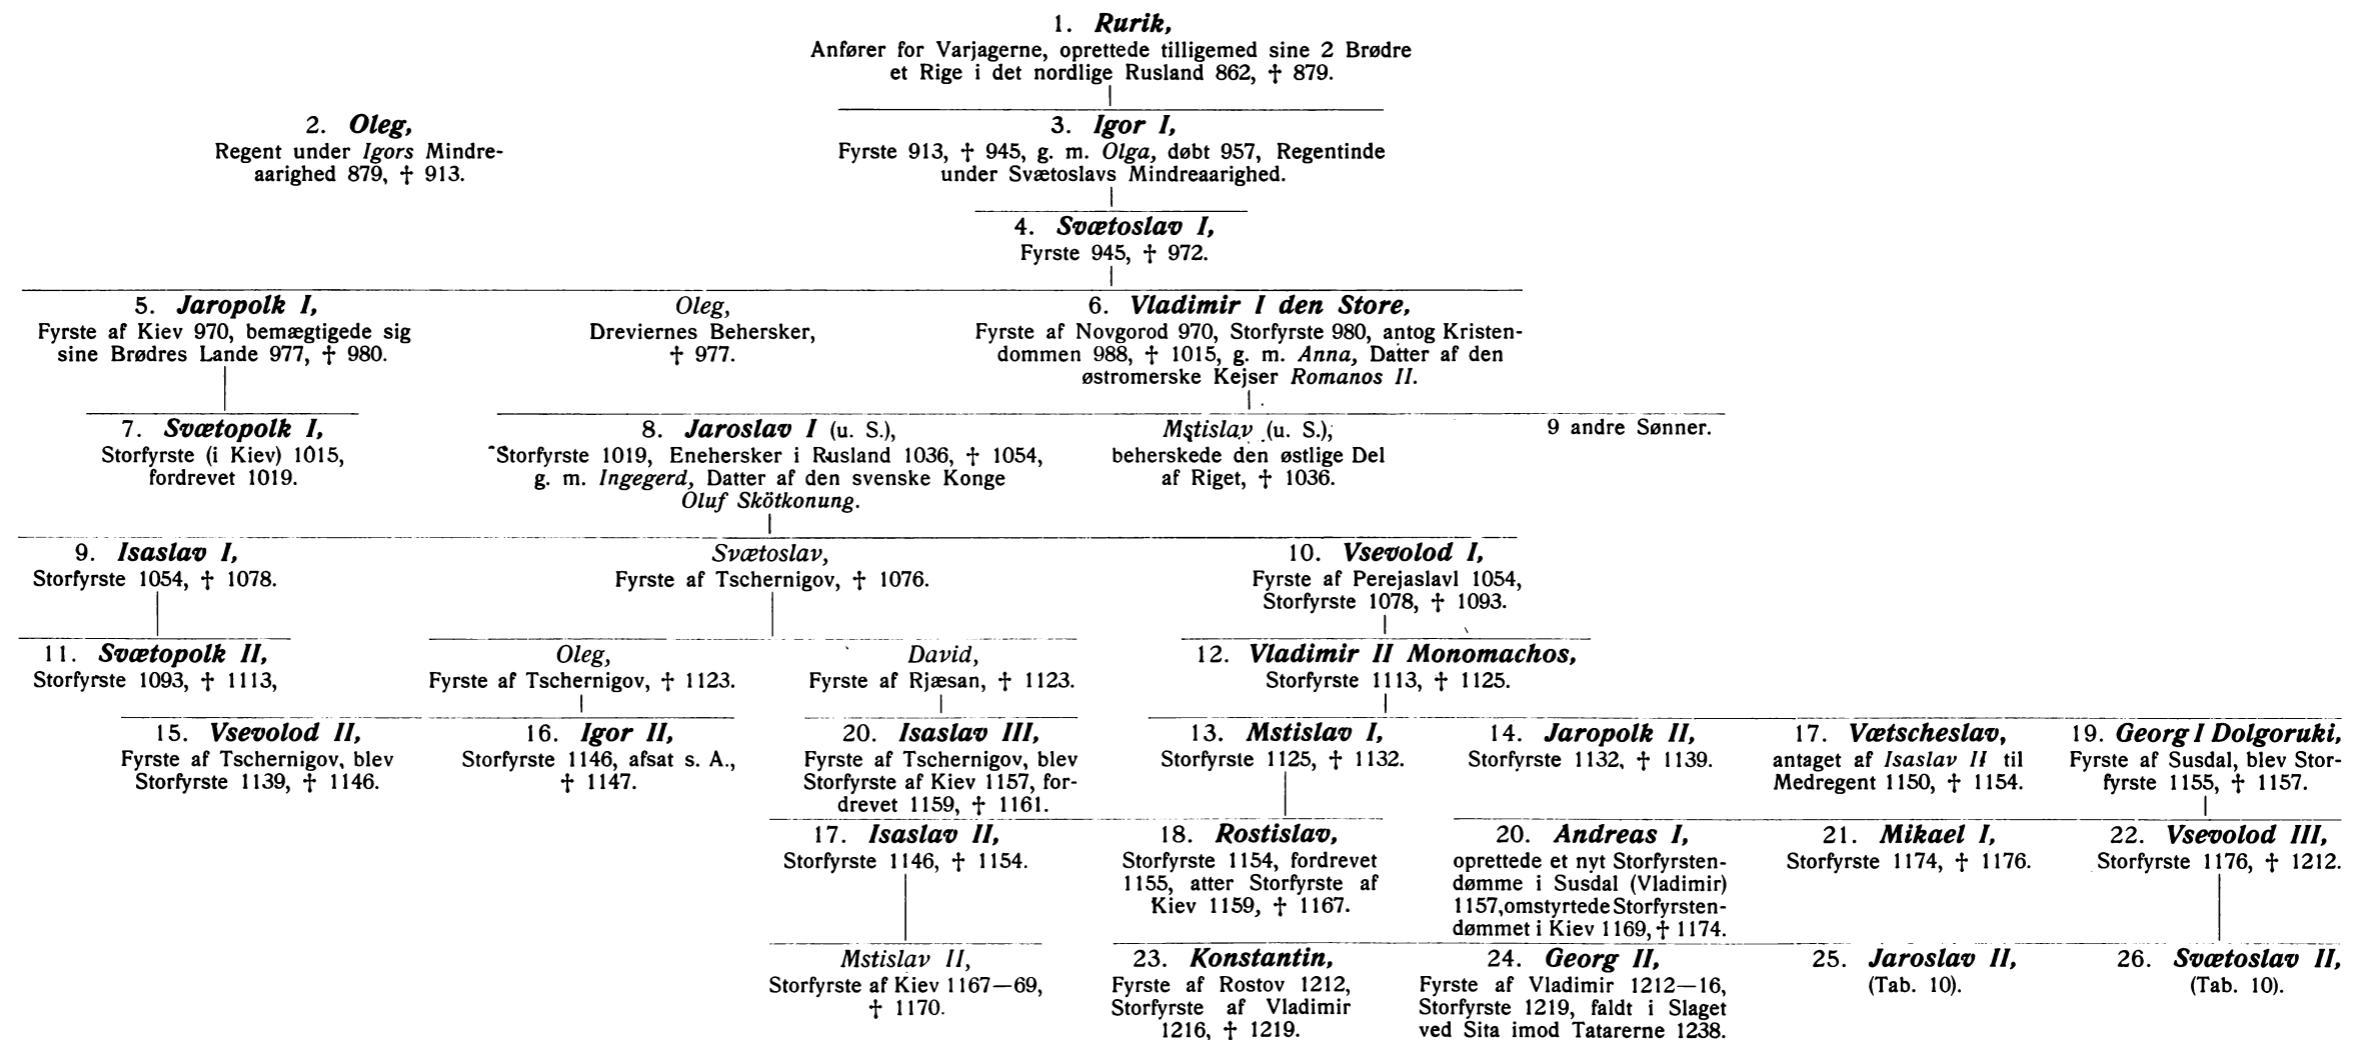 1. Rurik,
Anfører for Varjagerne, oprettede tilligemed sine 2 Brødre
et Rige i det nordlige Rusland 862, † 879.
2. Oleg,
Regent under Igors Mindre-
aarighed 879, † 913.
3. Igor I,
Fyrste 913, † 945, g. m. Olga, døbt 957, Regentinde
under Svætoslavs Mindreaarighed.
4. Svætoslav I,
Fyrste 945, † 972.
5. Jaropolk I,
Fyrste af Kiev 970, bemægtigede sig
sine Brødres Lande 977, † 980.
Oleg,
Dreviernes Behersker,
† 977.
6. Vladimir I den Store,
Fyrste af Novgorod 970, Storfyrste 980, antog Kristen-
dommen 988, † 1015, g. m. Anna, Datter af den
østromerske Kejser Romanos II.
7. Svætopolk I,
Storfyrste (i Kiev) 1015,
fordrevet 1019.
8. Jaroslav I (u. S.),
Storfyrste 1019, Enehersker i Rusland 1036, † 1054,
g. m. Ingegerd, Datter af den svenske Konge
Oluf Skötkonung.
Mstislav (u. S.),
beherskede den østlige Del
af Riget, † 1036.
9 andre Sønner.
9. Isaslav I,
Storfyrste 1054, † 1078.
Svætoslav,
Fyrste af Tschernigov, † 1076.
10. Vsevolod I,
Fyrste af Perejaslavl 1054,
Storfyrste 1078, † 1093.
11. Svætopolk II,
Storfyrste 1093, † 1113,
Oleg,
Fyrste af Tschernigov, † 1123.
David,
Fyrste af Rjæsan, † 1123.
12. Vladimir II Monomachos,
Storfyrste 1113, † 1125.
15. Vsevolod II,
Fyrste af Tschernigov, blev
Storfyrste 1139, † 1146.
16. Igor II,
Storfyrste 1146, afsat s. A.,
† 1147.
20. Isaslav III,
Fyrste af Tschernigov, blev
Storfyrste af Kiev 1157, for-
drevet 1159, † 1161.
13. Mstislav I,
Storfyrste 1125, † 1132.
14. Jaropolk II,
Storfyrste 1132, † 1139.
17. Vætscheslav,
antaget af Isaslav II til
Medregent 1150, † 1154.
19. Georg I Dolgoruki,
Fyrste af Susdal, blev Stor-
fyrste 1155, † 1157.
17. Isaslav II,
Storfyrste 1146, † 1154.
18. Rostislav,
Storfyrste 1154, fordrevet
1155, atter Storfyrste af
Kiev 1159, † 1167.
20. Andreas I,
oprettede et nyt Storfyrsten-
dømme i Susdal (Vladimir)
1157, omstyrtede Storfyrsten-
dømmet i Kiev 1169, † 1174.
21. Mikael I,
Storfyrste 1174, † 1176.
22. Vsevolod III,
Storfyrste 1176, † 1212.
Mstislav II,
Storfyrste af Kiev 1167—69,
† 1170.
23. Konstantin,
Fyrste af Rostov 1212,
Storfyrste af Vladimir
1216, † 1219.
24. Georg II,
Fyrste af Vladimir 1212—16,
Storfyrste 1219, faldt i Slaget
ved Sita imod Tatarerne 1238.
25. Jaroslav II,
(Tab. 10).
26. Svætoslav II,
(Tab. 10).